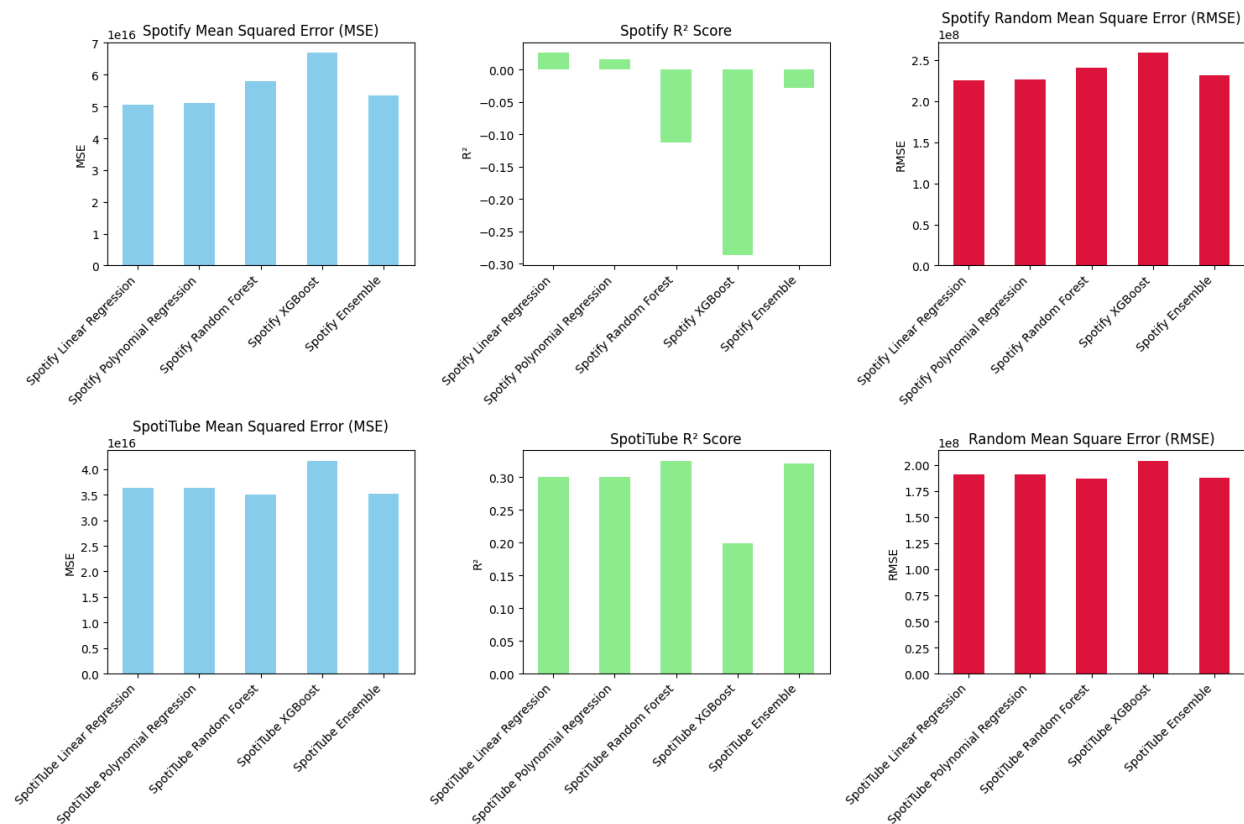 Spotify Mean Squared Error (MSE)
1e16
7
6
5
4
3
2
1
0
MSE
Spotify Linear Regression
Spotify Polynomial Regression
Spotify Random Forest
Spotify XGBoost
Spotify Ensemble
Spotify R² Score
0.00
−0.05
−0.10
−0.15
−0.20
−0.25
−0.30
R²
Spotify Linear Regression
Spotify Polynomial Regression
Spotify Random Forest
Spotify XGBoost
Spotify Ensemble
Spotify Random Mean Square Error (RMSE)
1e8
2.5
2.0
1.5
1.0
0.5
0.0
RMSE
Spotify Linear Regression
Spotify Polynomial Regression
Spotify Random Forest
Spotify XGBoost
Spotify Ensemble
SpotiTube Mean Squared Error (MSE)
1e16
4.0
3.5
3.0
2.5
2.0
1.5
1.0
0.5
0.0
MSE
SpotiTube Linear Regression
SpotiTube Polynomial Regression
SpotiTube Random Forest
SpotiTube XGBoost
SpotiTube Ensemble
SpotiTube R² Score
0.30
0.25
0.20
0.15
0.10
0.05
0.00
R²
SpotiTube Linear Regression
SpotiTube Polynomial Regression
SpotiTube Random Forest
SpotiTube XGBoost
SpotiTube Ensemble
Random Mean Square Error (RMSE)
1e8
2.00
1.75
1.50
1.25
1.00
0.75
0.50
0.25
0.00
RMSE
SpotiTube Linear Regression
SpotiTube Polynomial Regression
SpotiTube Random Forest
SpotiTube XGBoost
SpotiTube Ensemble